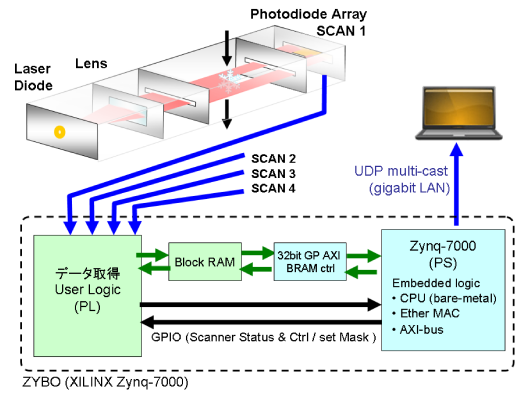 Photodiode Array
SCAN 1
Laser
Diode
Lens
SCAN 2
SCAN 3
SCAN 4
UDP multi-cast
(gigabit LAN)
データ取得
User Logic
(PL)
Block RAM
32bit GP AXI
BRAM ctrl
Zynq-7000
(PS)
Embedded logic
• CPU (bare-metal)
• Ether MAC
• AXI-bus
GPIO (Scanner Status & Ctrl / set Mask )
ZYBO (XILINX Zynq-7000)